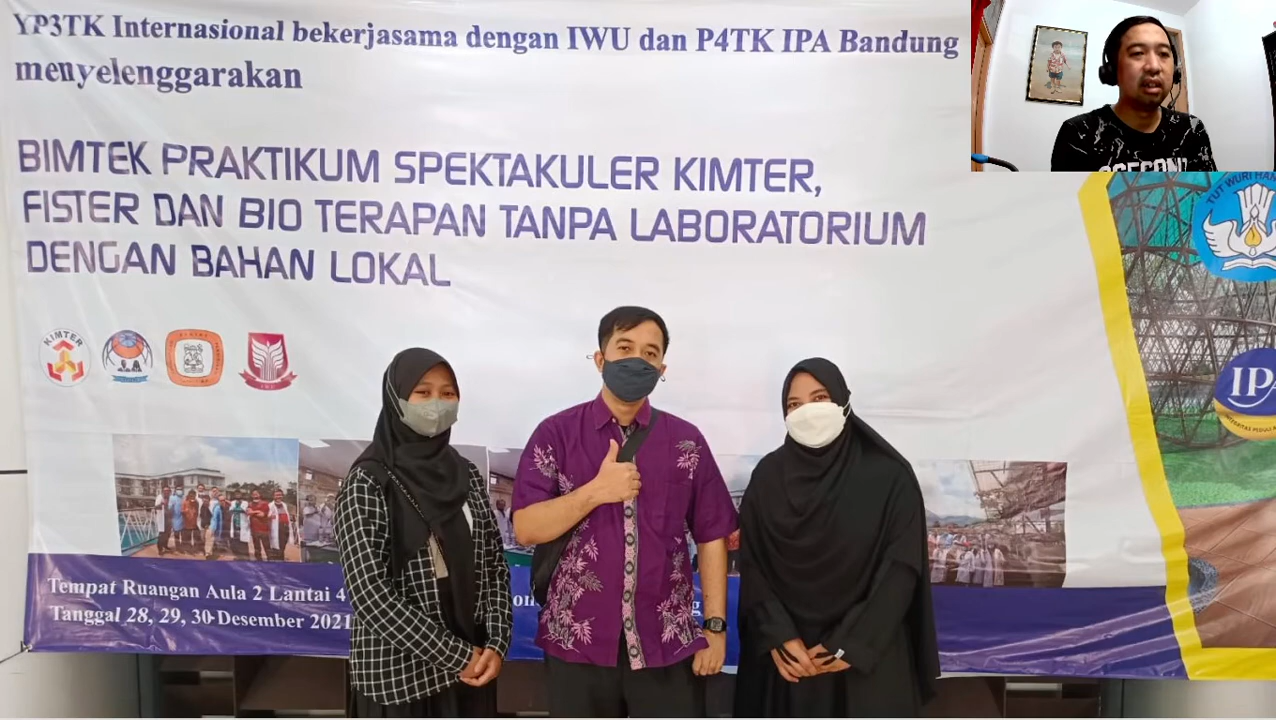 YP3TK Internasional bekerjasama dengan IWU dan P4TK IPA Bandung
menyelenggarakan
BIMTEK PRAKTIKUM SPEKTAKULER KIMTER,
FISTER DAN BIO TERAPAN TANPA LABORATORIUM
DENGAN BAHAN LOKAL
KIMTER
TUT WURI HAN
IPA
Tempat Ruangan Aula 2 Lantai 4
Tanggal 28, 29, 30 Desember 2021